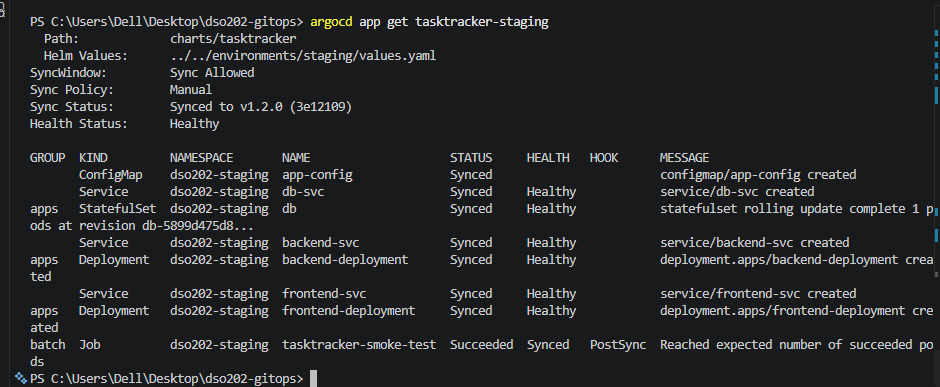 PS C:\Users\Dell\Desktop\dso202-gitops> argocd app get tasktracker-staging
Path: charts/tasktracker
Helm Values: ../../environments/staging/values.yaml
SyncWindow: Sync Allowed
Sync Policy: Manual
Sync Status: Synced to v1.2.0 (3e12109)
Health Status: Healthy
GROUP KIND NAMESPACE NAME STATUS HEALTH HOOK MESSAGE
ConfigMap dso202-staging app-config Synced configmap/app-config created
Service dso202-staging db-svc Synced Healthy service/db-svc created
apps StatefulSet dso202-staging db Synced Healthy statefulset rolling update complete 1 p
ods at revision db-5899d475d8...
Service dso202-staging backend-svc Synced Healthy service/backend-svc created
apps Deployment dso202-staging backend-deployment Synced Healthy deployment.apps/backend-deployment crea
ted
Service dso202-staging frontend-svc Synced Healthy service/frontend-svc created
apps Deployment dso202-staging frontend-deployment Synced Healthy deployment.apps/frontend-deployment cre
ated
batch Job dso202-staging tasktracker-smoke-test Succeeded Synced PostSync Reached expected number of succeeded po
ds
PS C:\Users\Dell\Desktop\dso202-gitops>